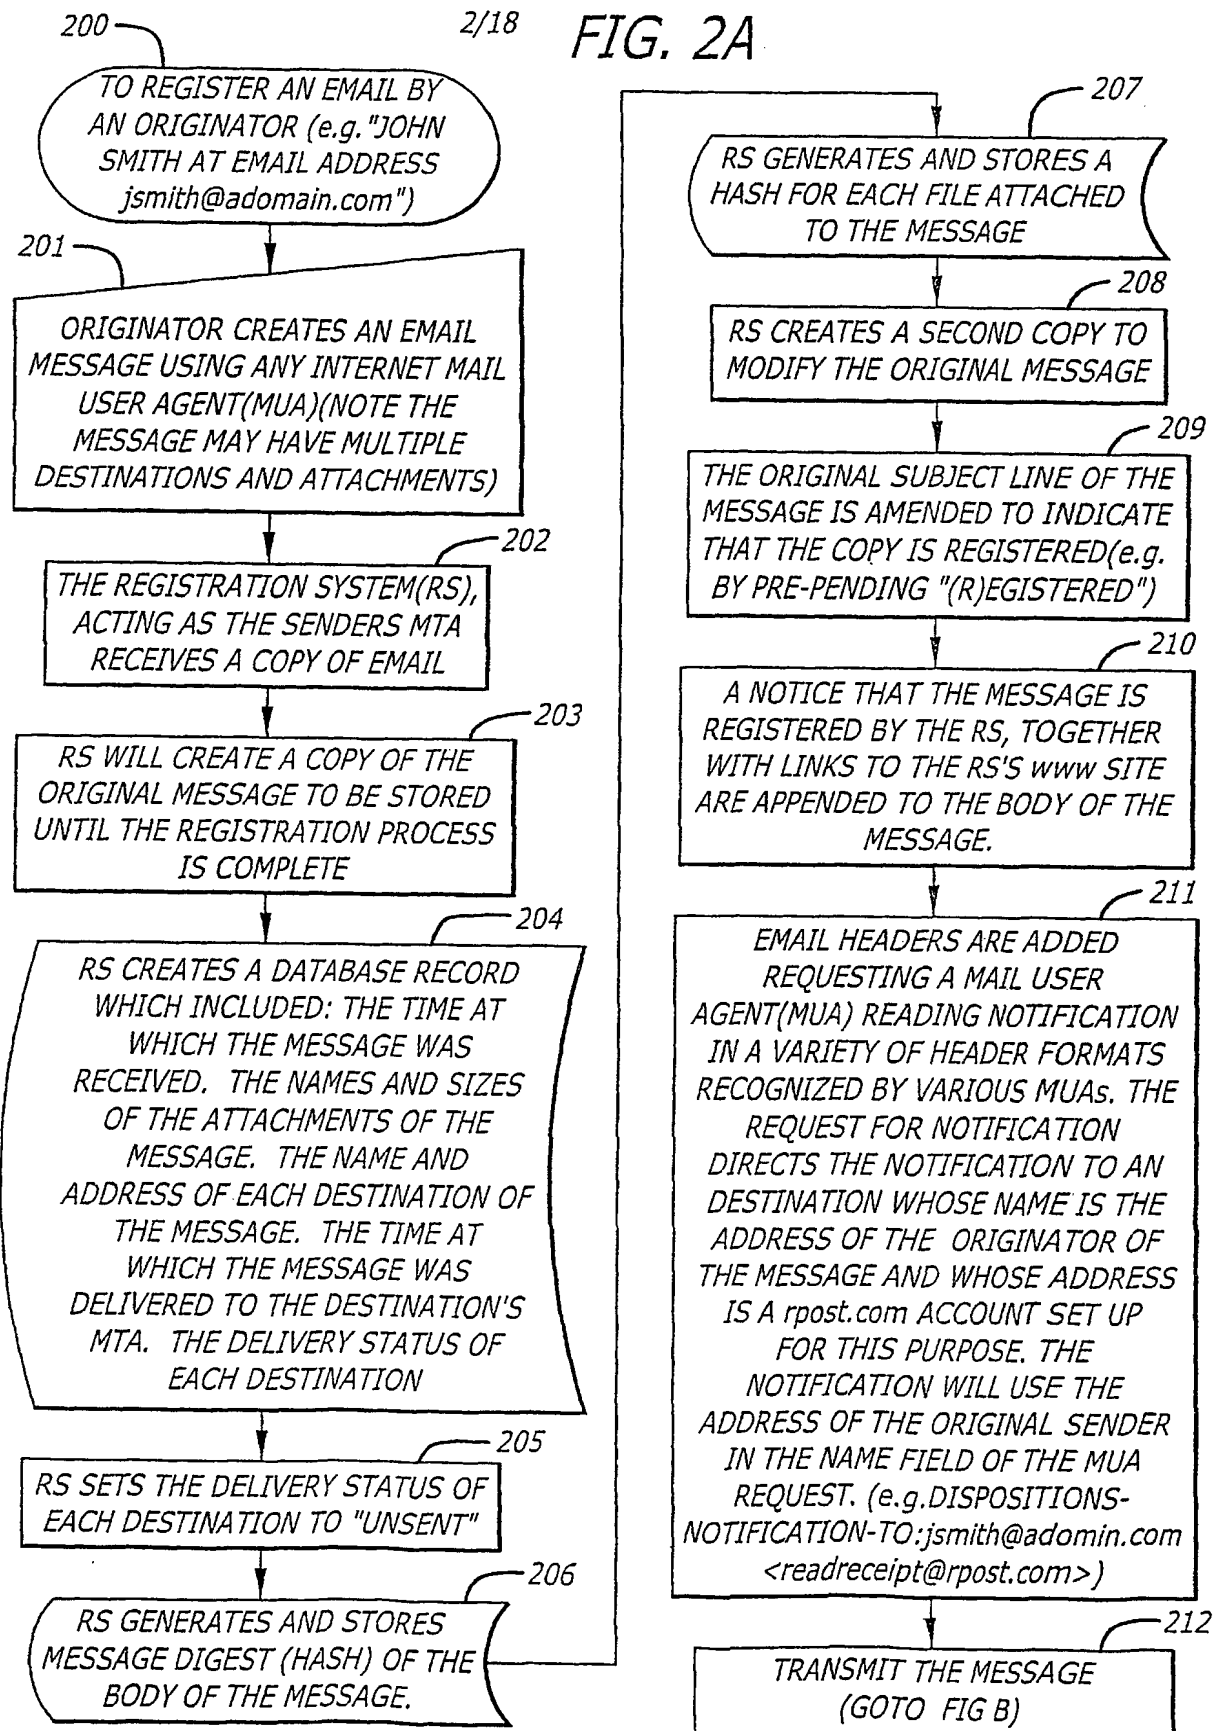 200
2/18
FIG. 2A
TO REGISTER AN EMAIL BY
AN ORIGINATOR (e.g. "JOHN
SMITH AT EMAIL ADDRESS
jsmith@adomain.com")
201
ORIGINATOR CREATES AN EMAIL
MESSAGE USING ANY INTERNET MAIL
USER AGENT(MUA)(NOTE THE
MESSAGE MAY HAVE MULTIPLE
DESTINATIONS AND ATTACHMENTS)
202
THE REGISTRATION SYSTEM(RS),
ACTING AS THE SENDERS MTA
RECEIVES A COPY OF EMAIL
203
RS WILL CREATE A COPY OF THE
ORIGINAL MESSAGE TO BE STORED
UNTIL THE REGISTRATION PROCESS
IS COMPLETE
204
RS CREATES A DATABASE RECORD
WHICH INCLUDED: THE TIME AT
WHICH THE MESSAGE WAS
RECEIVED. THE NAMES AND SIZES
OF THE ATTACHMENTS OF THE
MESSAGE. THE NAME AND
ADDRESS OF EACH DESTINATION OF
THE MESSAGE. THE TIME AT
WHICH THE MESSAGE WAS
DELIVERED TO THE DESTINATION'S
MTA. THE DELIVERY STATUS OF
EACH DESTINATION
205
RS SETS THE DELIVERY STATUS OF
EACH DESTINATION TO "UNSENT"
206
RS GENERATES AND STORES
MESSAGE DIGEST (HASH) OF THE
BODY OF THE MESSAGE.
207
RS GENERATES AND STORES A
HASH FOR EACH FILE ATTACHED
TO THE MESSAGE
208
RS CREATES A SECOND COPY TO
MODIFY THE ORIGINAL MESSAGE
209
THE ORIGINAL SUBJECT LINE OF THE
MESSAGE IS AMENDED TO INDICATE
THAT THE COPY IS REGISTERED(e.g.
BY PRE-PENDING "(R)EGISTERED")
210
A NOTICE THAT THE MESSAGE IS
REGISTERED BY THE RS, TOGETHER
WITH LINKS TO THE RS'S www SITE
ARE APPENDED TO THE BODY OF THE
MESSAGE.
211
EMAIL HEADERS ARE ADDED
REQUESTING A MAIL USER
AGENT(MUA) READING NOTIFICATION
IN A VARIETY OF HEADER FORMATS
RECOGNIZED BY VARIOUS MUAs. THE
REQUEST FOR NOTIFICATION
DIRECTS THE NOTIFICATION TO AN
DESTINATION WHOSE NAME IS THE
ADDRESS OF THE ORIGINATOR OF
THE MESSAGE AND WHOSE ADDRESS
IS A rpost.com ACCOUNT SET UP
FOR THIS PURPOSE. THE
NOTIFICATION WILL USE THE
ADDRESS OF THE ORIGINAL SENDER
IN THE NAME FIELD OF THE MUA
REQUEST. (e.g.DISPOSITIONS-
NOTIFICATION-TO:jsmith@adomin.com
<readreceipt@rpost.com>)
212
TRANSMIT THE MESSAGE
(GOTO FIG B)